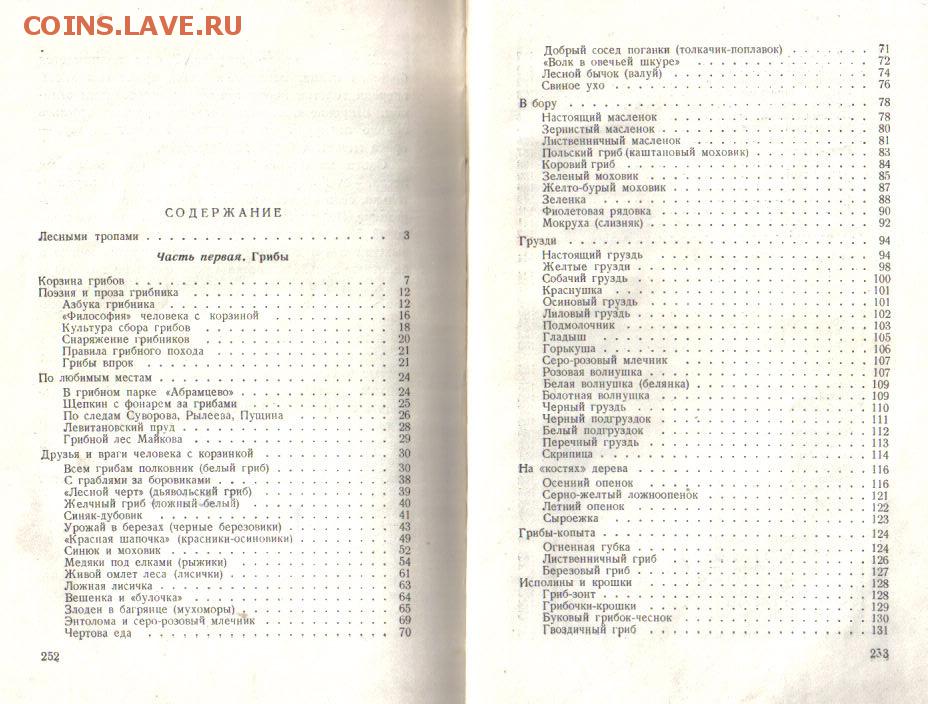 COINS.LAVE.RU
СОДЕРЖАНИЕ
Лесными тропами . . . . . . . . . . . . . . . . . . . . . 3
Часть первая. Грибы
Корзина грибов . . . . . . . . . . . . . . . . . . . . . 7
Поэзия и проза грибника . . . . . . . . . . . . . . . . . 12
Азбука грибника . . . . . . . . . . . . . . . . . . . . 12
«Философия» человека с корзиной . . . . . . . . . . . 16
Культура сбора грибов . . . . . . . . . . . . . . . . 18
Снаряжение грибников . . . . . . . . . . . . . . . . . 20
Правила грибного похода . . . . . . . . . . . . . . . 21
Грибы впрок . . . . . . . . . . . . . . . . . . . . . 21
По любимым местам . . . . . . . . . . . . . . . . . . . . 24
В грибном парке «Абрамцево» . . . . . . . . . . . . . 24
Щепкин с фонарем за грибами . . . . . . . . . . . . . 25
По следам Суворова, Рылеева, Пущина . . . . . . . . . 26
Левитановский пруд . . . . . . . . . . . . . . . . . . 28
Грибной лес Майкова . . . . . . . . . . . . . . . . . 29
Друзья и враги человека с корзинкой . . . . . . . . . . 30
Всем грибам полковник (белый гриб) . . . . . . . . . . 30
С граблями за боровиками . . . . . . . . . . . . . . . 38
«Лесной черт» (дьявольский гриб) . . . . . . . . . . . 39
Желчный гриб (ложный белый) . . . . . . . . . . . . . 40
Синяк-дубовик . . . . . . . . . . . . . . . . . . . . 41
Урожай в березах (черные березовики) . . . . . . . . . 43
«Красная шапочка» (красники-осиновики) . . . . . . . . 49
Синюк и моховик . . . . . . . . . . . . . . . . . . . 52
Медяки под елками (рыжики) . . . . . . . . . . . . . . 54
Живой омлет леса (лисички) . . . . . . . . . . . . . . 61
Ложная лисичка . . . . . . . . . . . . . . . . . . . . 63
Вешенка и «булочка» . . . . . . . . . . . . . . . . . 64
Злодеи в багрянце (мухоморы) . . . . . . . . . . . . . 65
Энтолома и серо-розовый млечник . . . . . . . . . . . 69
Чертова еда . . . . . . . . . . . . . . . . . . . . . 70
252
Добрый сосед поганки (толкачик-поплавок) . . . . . . . 71
«Волк в овечьей шкуре» . . . . . . . . . . . . . . . . 72
Лесной бычок (валуй) . . . . . . . . . . . . . . . . . 74
Свиное ухо . . . . . . . . . . . . . . . . . . . . . . 76
В бору . . . . . . . . . . . . . . . . . . . . . . . . 78
Настоящий масленок . . . . . . . . . . . . . . . . . . 78
Зернистый масленок . . . . . . . . . . . . . . . . . . 80
Лиственничный масленок . . . . . . . . . . . . . . . . 81
Польский гриб (каштановый моховик) . . . . . . . . . . 83
Коровий гриб . . . . . . . . . . . . . . . . . . . . . 84
Зеленый моховик . . . . . . . . . . . . . . . . . . . 85
Желто-бурый моховик . . . . . . . . . . . . . . . . . 87
Зеленка . . . . . . . . . . . . . . . . . . . . . . . 88
Фиолетовая рядовка . . . . . . . . . . . . . . . . . . 90
Мокруха (слизняк) . . . . . . . . . . . . . . . . . . 92
Грузди . . . . . . . . . . . . . . . . . . . . . . . . 94
Настоящий груздь . . . . . . . . . . . . . . . . . . . 94
Желтые грузди . . . . . . . . . . . . . . . . . . . . 98
Собачий груздь . . . . . . . . . . . . . . . . . . . . 100
Краснушка . . . . . . . . . . . . . . . . . . . . . . 101
Осиновый груздь . . . . . . . . . . . . . . . . . . . 101
Лиловый груздь . . . . . . . . . . . . . . . . . . . . 102
Подмолочник . . . . . . . . . . . . . . . . . . . . . 103
Гладыш . . . . . . . . . . . . . . . . . . . . . . . . 105
Горькуша . . . . . . . . . . . . . . . . . . . . . . . 106
Серо-розовый млечник . . . . . . . . . . . . . . . . . 107
Розовая волнушка . . . . . . . . . . . . . . . . . . . 107
Белая волнушка (белянка) . . . . . . . . . . . . . . . 109
Болотная волнушка . . . . . . . . . . . . . . . . . . 109
Черный груздь . . . . . . . . . . . . . . . . . . . . 110
Черный подгруздок . . . . . . . . . . . . . . . . . . 111
Белый подгруздок . . . . . . . . . . . . . . . . . . . 112
Перечный груздь . . . . . . . . . . . . . . . . . . . 113
Скрипица . . . . . . . . . . . . . . . . . . . . . . . 114
На «костях» дерева . . . . . . . . . . . . . . . . . . 116
Осенний опенок . . . . . . . . . . . . . . . . . . . . 116
Серно-желтый ложноопенок . . . . . . . . . . . . . . . 121
Летний опенок . . . . . . . . . . . . . . . . . . . . 122
Сыроежка . . . . . . . . . . . . . . . . . . . . . . . 123
Грибы-копыта . . . . . . . . . . . . . . . . . . . . . 124
Огненная губка . . . . . . . . . . . . . . . . . . . . 124
Лиственничный гриб . . . . . . . . . . . . . . . . . . 126
Березовый гриб . . . . . . . . . . . . . . . . . . . . 127
Исполины и крошки . . . . . . . . . . . . . . . . . . 128
Гриб-зонт . . . . . . . . . . . . . . . . . . . . . . 128
Грибочки-крошки . . . . . . . . . . . . . . . . . . . 129
Буковый грибок-чеснок . . . . . . . . . . . . . . . . 130
Гвоздичный гриб . . . . . . . . . . . . . . . . . . . 131
253